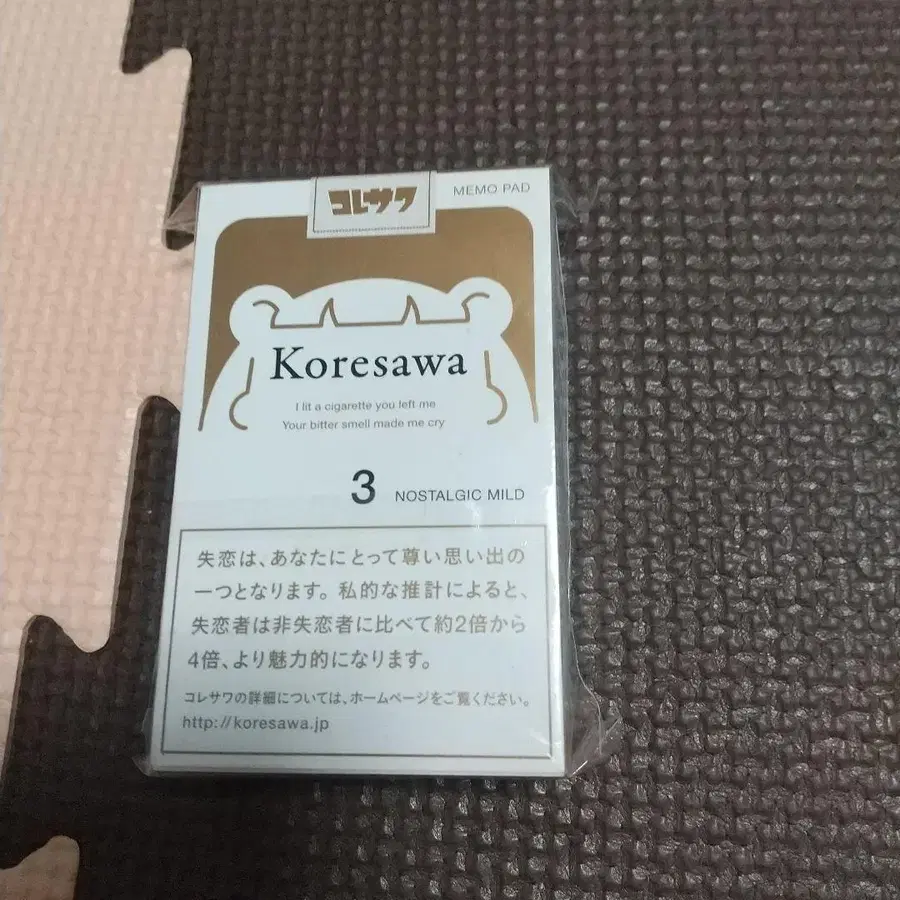 コレサワ
MEMO PAD
Koresawa
I lit a cigarette you left me
Your bitter smell made me cry
3 NOSTALGIC MILD
失恋は、あなたにとって尊い思い出の
一つとなります。私的な推計によると、
失恋者は非失恋者に比べて約2倍から
4倍、より魅力的になります。
コレサワの詳細については、ホームページをご覧ください。
http://koresawa.jp